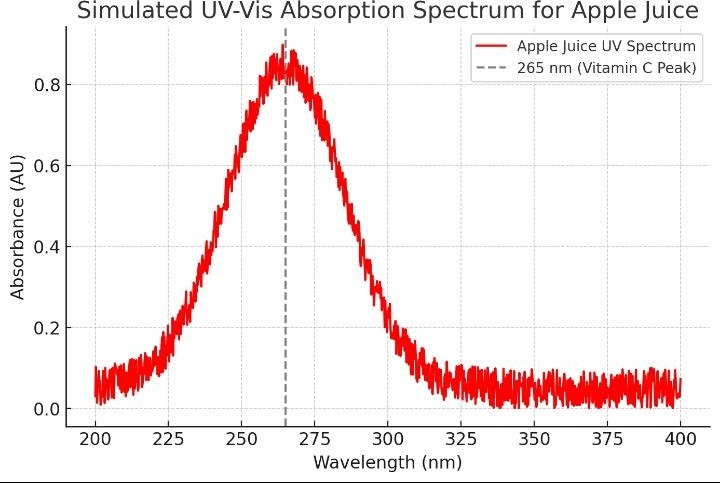 Simulated UV-Vis Absorption Spectrum for Apple Juice
Apple Juice UV Spectrum
265 nm (Vitamin C Peak)
Absorbance (AU)
0.8
0.6
0.4
0.2
0.0
200 225 250 275 300 325 350 375 400
Wavelength (nm)